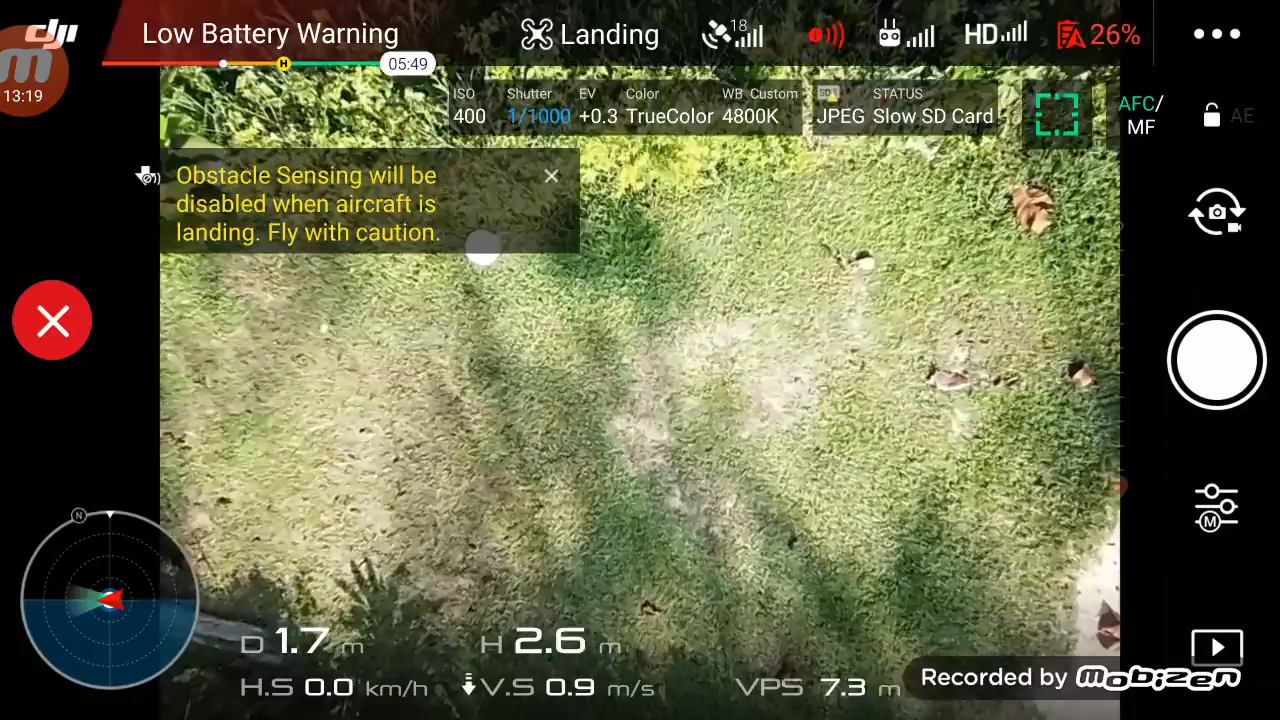 dji
Low Battery Warning
Landing
18
HD
26%
13:19
H
05:49
ISO
400
Shutter
1/1000
EV
+0.3
Color
TrueColor
WB Custom
4800K
SD
JPEG
STATUS
Slow SD Card
AFC/
MF
AE
Obstacle Sensing will be
disabled when aircraft is
landing. Fly with caution.
M
N
D 1.7 m
H 2.6 m
H.S 0.0 km/h
V.S 0.9 m/s
VPS 7.3 m
Recorded by Mobizen